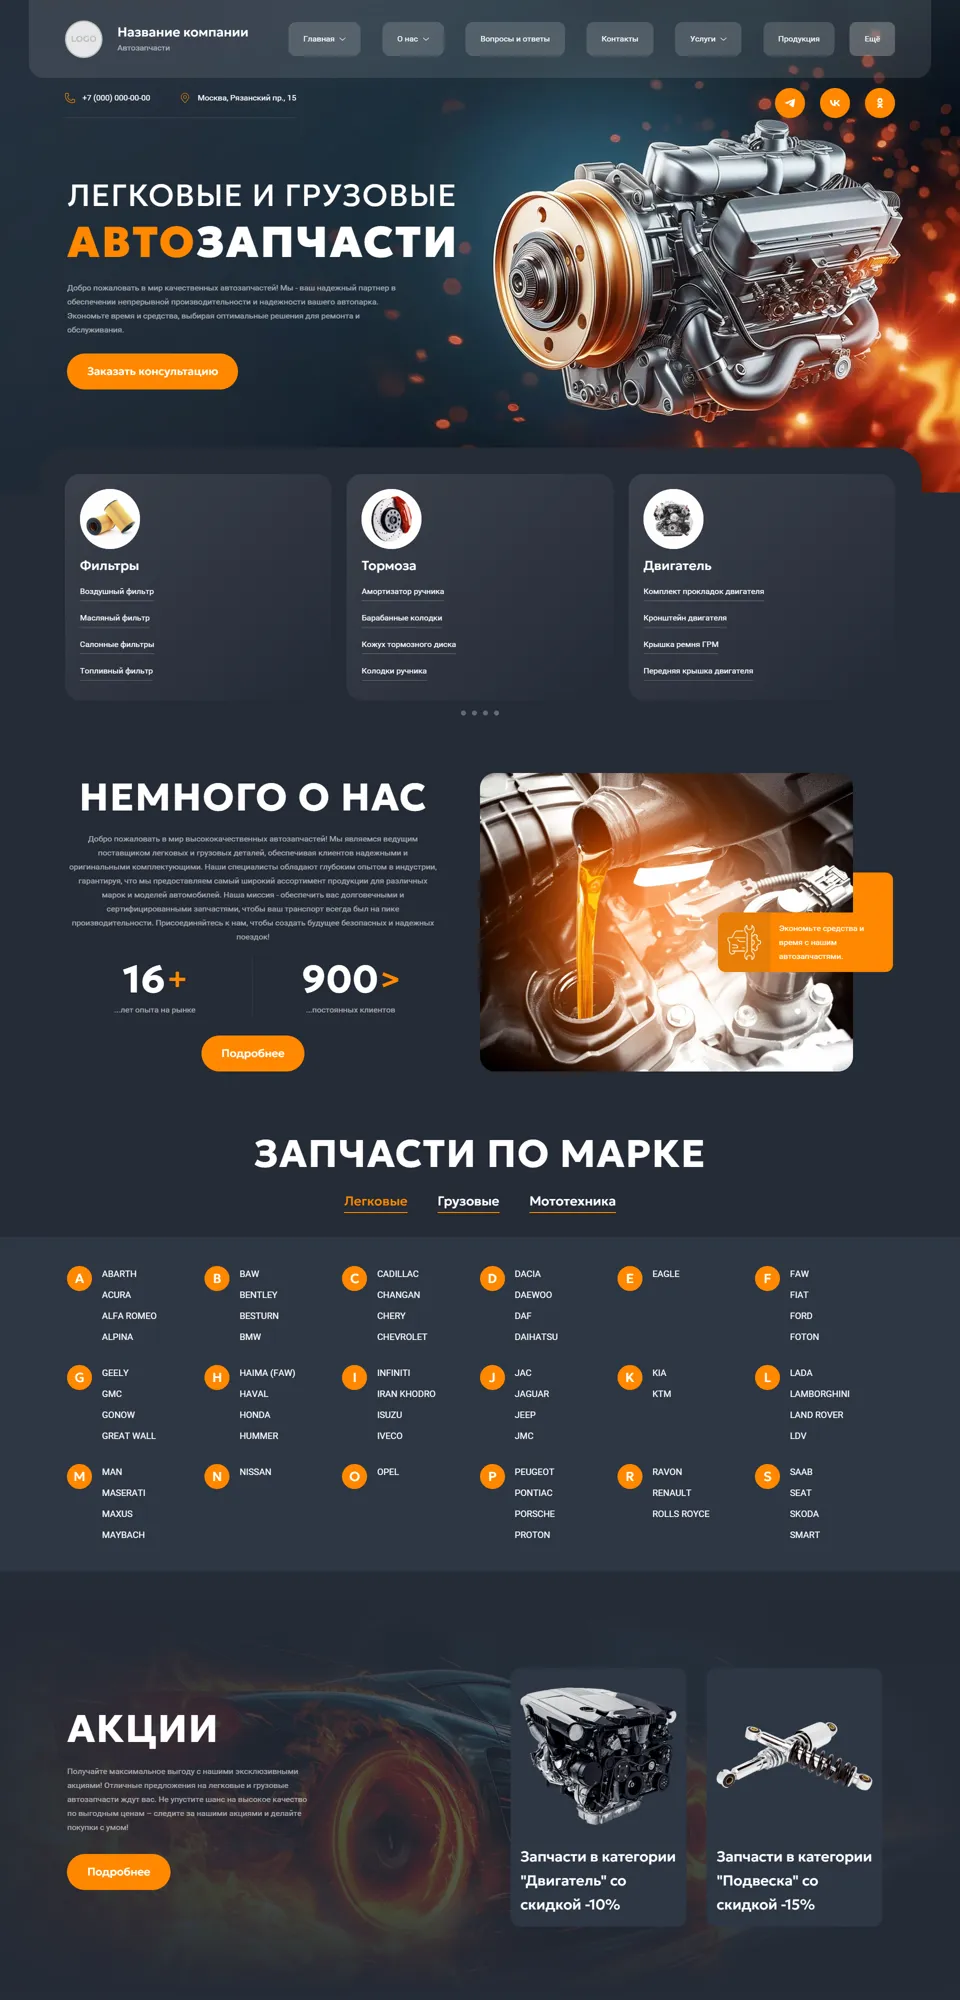 LOGO
Название компании
Автозапчасти
Главная
О нас
Вопросы и ответы
Контакты
Услуги
Продукция
Ещё
+7 (000) 000-00-00
Москва, Рязанский пр., 15
ЛЕГКОВЫЕ И ГРУЗОВЫЕ
АВТОЗАПЧАСТИ
Добро пожаловать в мир качественных автозапчастей! Мы - ваш надежный партнер в
обеспечении непрерывной производительности и надежности вашего автопарка.
Экономьте время и средства, выбирая оптимальные решения для ремонта и
обслуживания.
Заказать консультацию
Фильтры
Воздушный фильтр
Масляный фильтр
Салонные фильтры
Топливный фильтр
Тормоза
Амортизатор ручника
Барабанные колодки
Кожух тормозного диска
Колодки ручника
Двигатель
Комплект прокладок двигателя
Кронштейн двигателя
Крышка ремня ГРМ
Передняя крышка двигателя
НЕМНОГО О НАС
Добро пожаловать в мир высококачественных автозапчастей! Мы являемся ведущим
поставщиком легковых и грузовых деталей, обеспечивая клиентов надежными и
оригинальными комплектующими. Наши специалисты обладают глубоким опытом в индустрии,
гарантируя, что мы предоставляем самый широкий ассортимент продукции для различных
марок и моделей автомобилей. Наша миссия - обеспечить вас долговечными и
сертифицированными запчастями, чтобы ваш транспорт всегда был на пике
производительности. Присоединяйтесь к нам, чтобы создать будущее безопасных и надежных
поездок!
16+
...лет опыта на рынке
900>
...постоянных клиентов
Подробнее
Экономьте средства и
время с нашим
автозапчастями.
ЗАПЧАСТИ ПО МАРКЕ
Легковые
Грузовые
Мототехника
A
ABARTH
ACURA
ALFA ROMEO
ALPINA
B
BAW
BENTLEY
BESTURN
BMW
C
CADILLAC
CHANGAN
CHERY
CHEVROLET
D
DACIA
DAEWOO
DAF
DAIHATSU
E
EAGLE
F
FAW
FIAT
FORD
FOTON
G
GEELY
GMC
GONOW
GREAT WALL
H
HAIMA (FAW)
HAVAL
HONDA
HUMMER
I
INFINITI
IRAN KHODRO
ISUZU
IVECO
J
JAC
JAGUAR
JEEP
JMC
K
KIA
KTM
L
LADA
LAMBORGHINI
LAND ROVER
LDV
M
MAN
MASERATI
MAXUS
MAYBACH
N
NISSAN
O
OPEL
P
PEUGEOT
PONTIAC
PORSCHE
PROTON
R
RAVON
RENAULT
ROLLS ROYCE
S
SAAB
SEAT
SKODA
SMART
АКЦИИ
Получайте максимальное выгоду с нашими эксклюзивными
акциями! Отличные предложения на легковые и грузовые
автозапчасти ждут вас. Не упустите шанс на высокое качество
по выгодным ценам – следите за нашими акциями и делайте
покупки с умом!
Подробнее
Запчасти в категории
"Двигатель" со
скидкой -10%
Запчасти в категории
"Подвеска" со
скидкой -15%